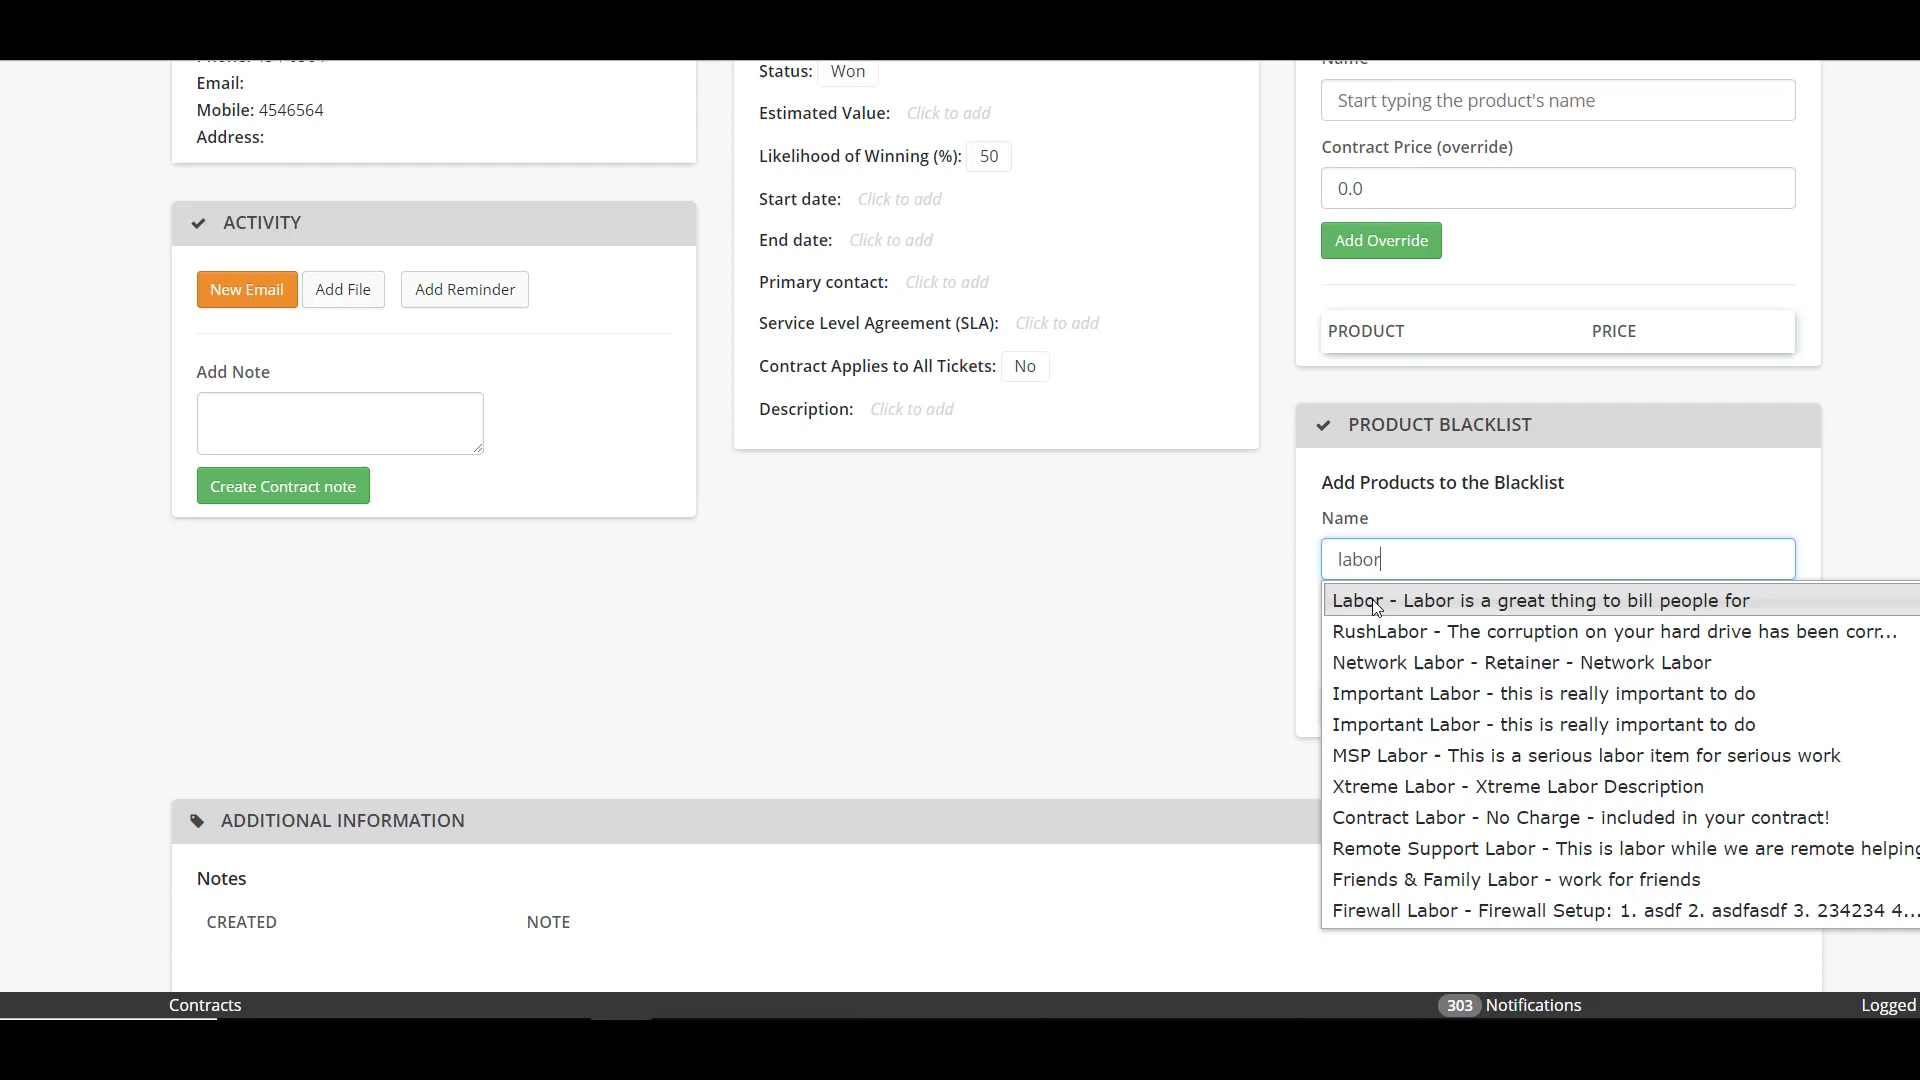 Email:
Mobile: 4546564
Address:
ACTIVITY
New Email
Add File
Add Reminder
Add Note
Create Contract note
Status: Won
Estimated Value: Click to add
Likelihood of Winning (%): 50
Start date: Click to add
End date: Click to add
Primary contact: Click to add
Service Level Agreement (SLA): Click to add
Contract Applies to All Tickets: No
Description: Click to add
Name
Start typing the product's name
Contract Price (override)
0.0
Add Override
PRODUCT PRICE
PRODUCT BLACKLIST
Add Products to the Blacklist
Name
labor
Labor - Labor is a great thing to bill people for
RushLabor - The corruption on your hard drive has been corr...
Network Labor - Retainer - Network Labor
Important Labor - this is really important to do
Important Labor - this is really important to do
MSP Labor - This is a serious labor item for serious work
Xtreme Labor - Xtreme Labor Description
Contract Labor - No Charge - included in your contract!
Remote Support Labor - This is labor while we are remote helping
Friends & Family Labor - work for friends
Firewall Labor - Firewall Setup: 1. asdf 2. asdfasdf 3. 234234 4...
ADDITIONAL INFORMATION
Notes
CREATED NOTE
Contracts
303 Notifications
Logged